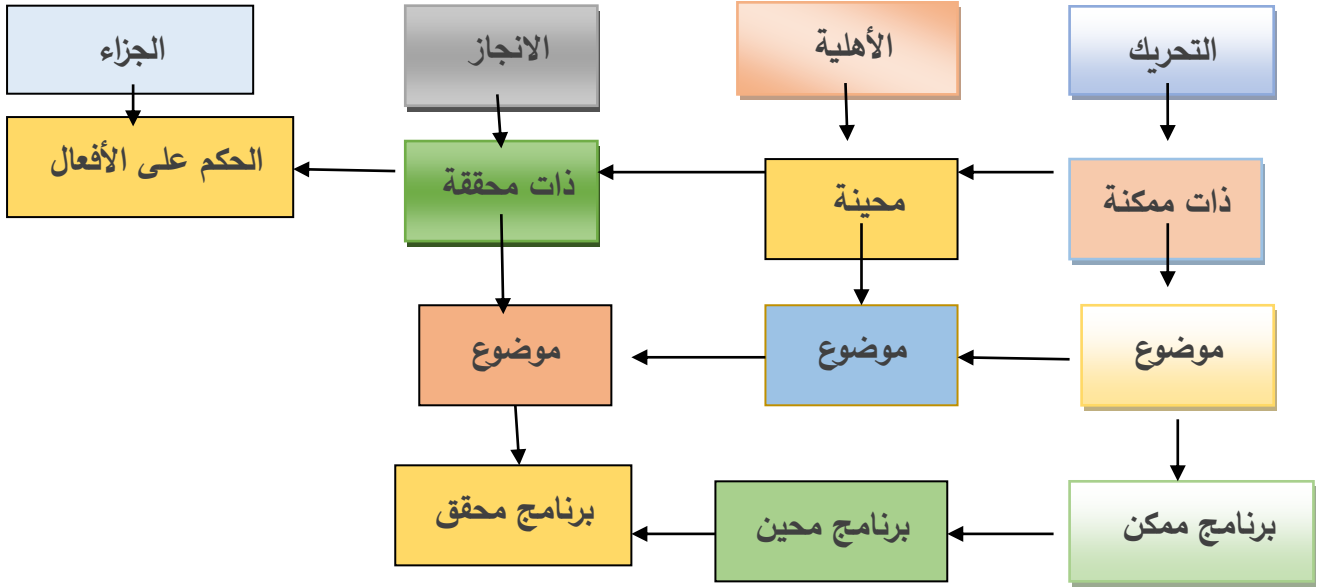 التحريك
الأهلية
الانجاز
الجزاء
ذات ممكنة
محينة
ذات محققة
الحكم على الأفعال
موضوع
موضوع
موضوع
برنامج ممكن
برنامج محين
برنامج محقق